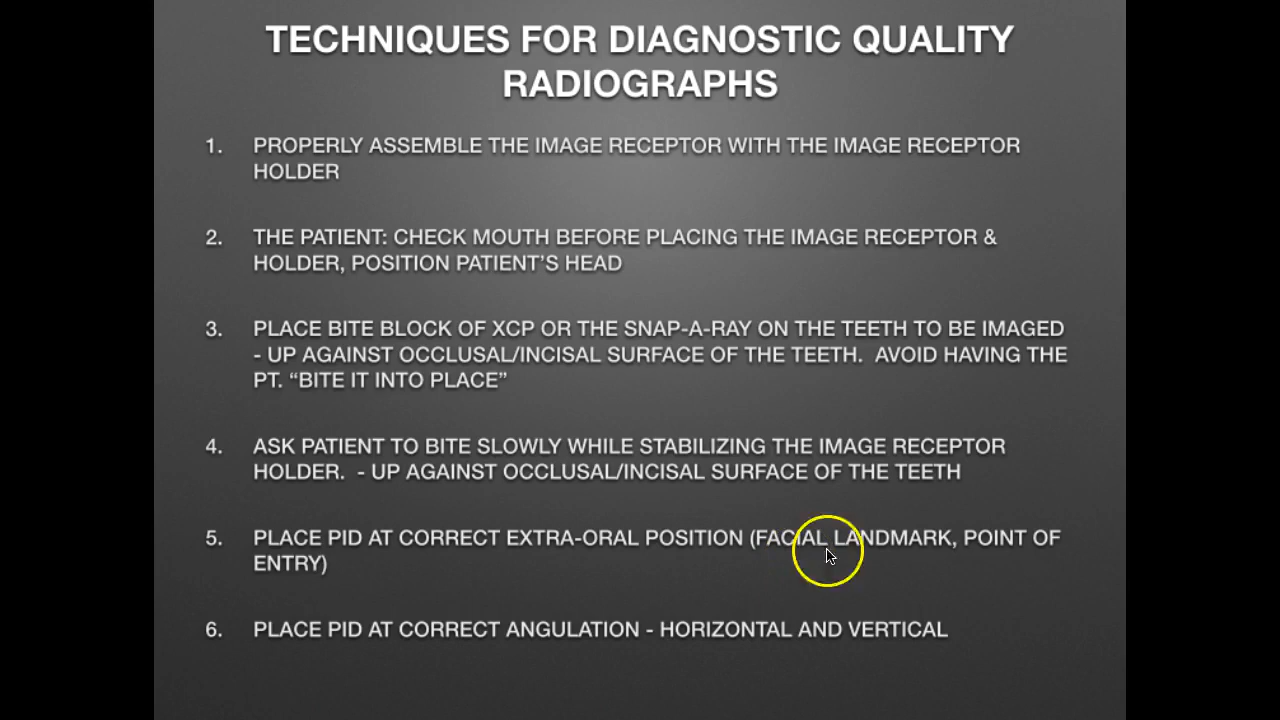 TECHNIQUES FOR DIAGNOSTIC QUALITY
RADIOGRAPHS
1. PROPERLY ASSEMBLE THE IMAGE RECEPTOR WITH THE IMAGE RECEPTOR
HOLDER
2. THE PATIENT: CHECK MOUTH BEFORE PLACING THE IMAGE RECEPTOR &
HOLDER, POSITION PATIENT'S HEAD
3. PLACE BITE BLOCK OF XCP OR THE SNAP-A-RAY ON THE TEETH TO BE IMAGED
- UP AGAINST OCCLUSAL/INCISAL SURFACE OF THE TEETH. AVOID HAVING THE
PT. “BITE IT INTO PLACE”
4. ASK PATIENT TO BITE SLOWLY WHILE STABILIZING THE IMAGE RECEPTOR
HOLDER. - UP AGAINST OCCLUSAL/INCISAL SURFACE OF THE TEETH
5. PLACE PID AT CORRECT EXTRA-ORAL POSITION (FACIAL LANDMARK, POINT OF
ENTRY)
6. PLACE PID AT CORRECT ANGULATION - HORIZONTAL AND VERTICAL